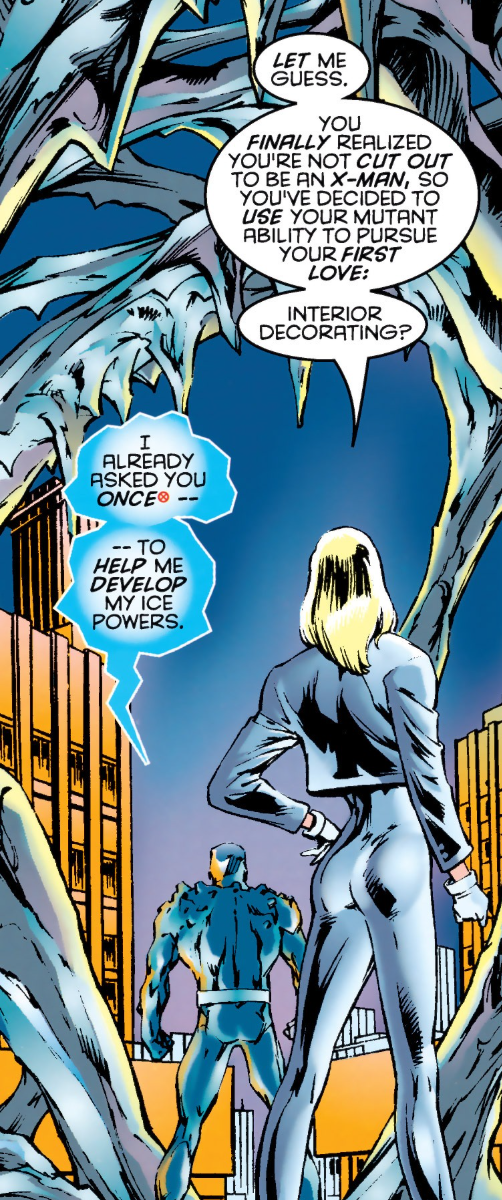 LET ME
GUESS.
YOU
FINALLY REALIZED
YOU'RE NOT CUT OUT
TO BE AN X-MAN, SO
YOU'VE DECIDED TO
USE YOUR MUTANT
ABILITY TO PURSUE
YOUR FIRST
LOVE:
INTERIOR
DECORATING?
I
ALREADY
ASKED YOU
ONCE⊗ --
-- TO
HELP ME
DEVELOP
MY ICE
POWERS.